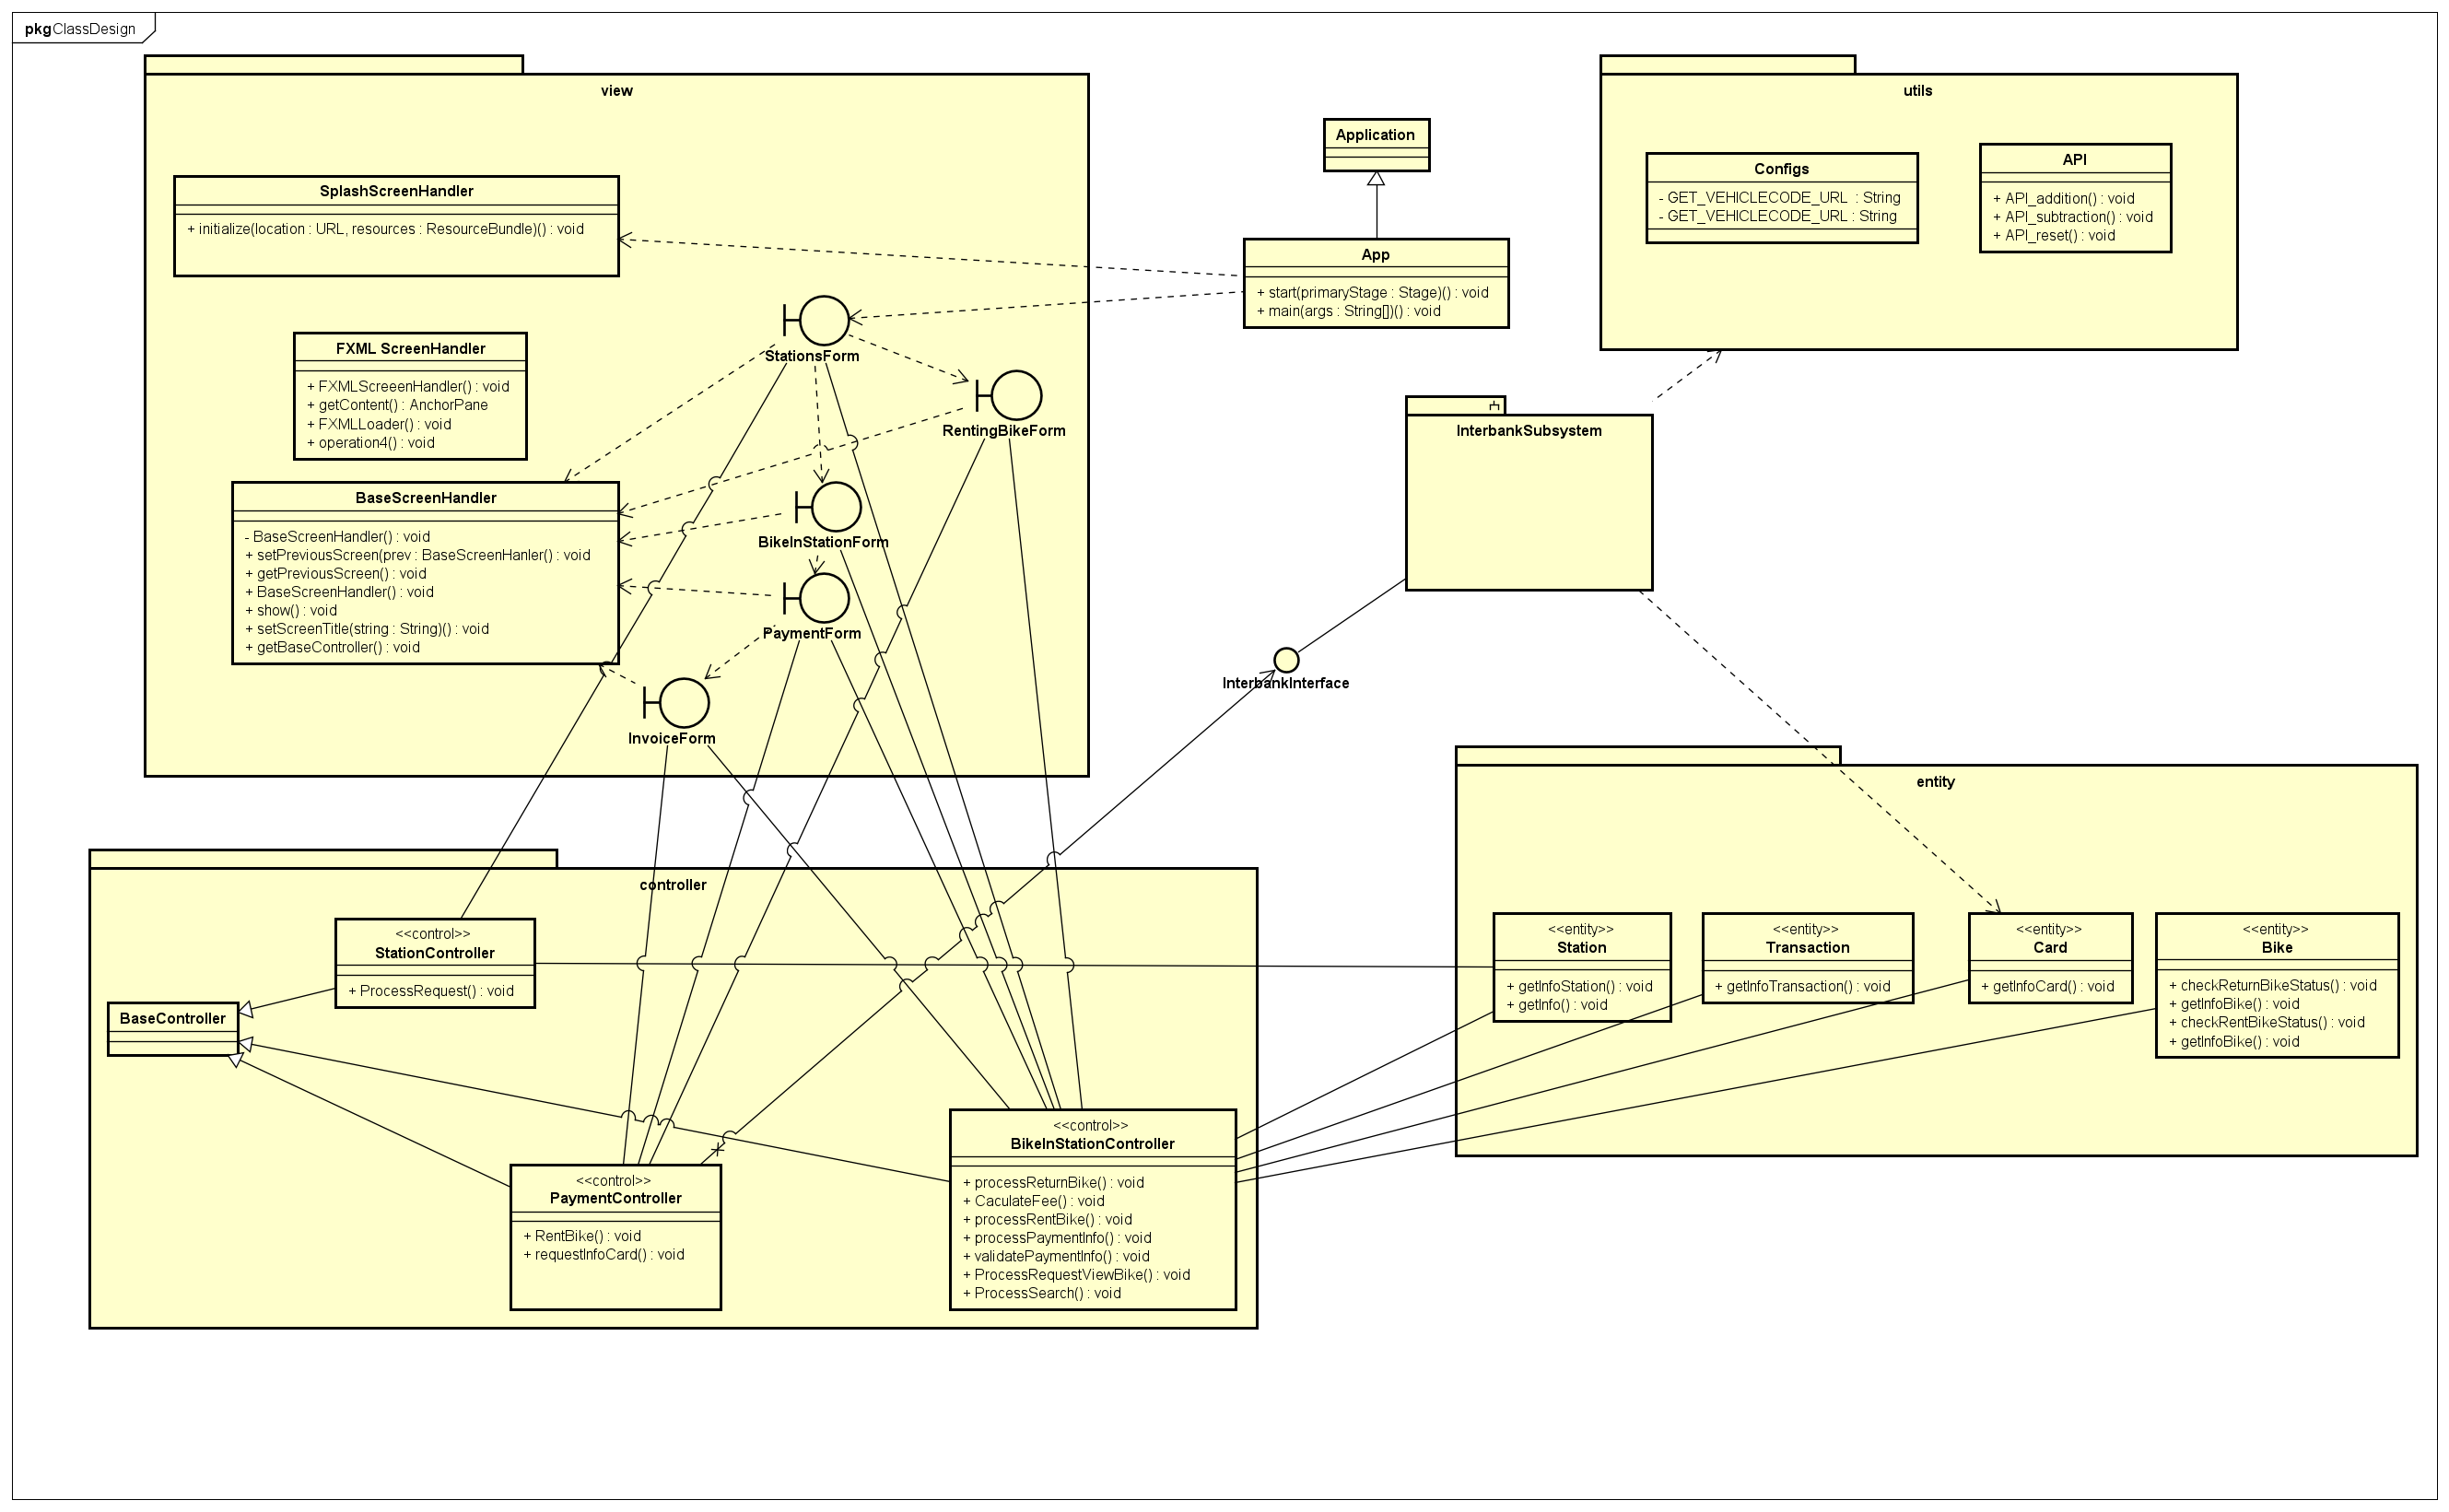 pkg ClassDesign
view
SplashScreenHandler
+ initialize(location : URL, resources : ResourceBundle)() : void
StationsForm
FXML ScreenHandler
+ FXMLScreeenHandler() : void
+ getContent() : AnchorPane
+ FXMLLoader() : void
+ operation4() : void
RentingBikeForm
BaseScreenHandler
- BaseScreenHandler() : void
+ setPreviousScreen(prev : BaseScreenHanler() : void
+ getPreviousScreen() : void
+ BaseScreenHandler() : void
+ show() : void
+ setScreenTitle(string : String)() : void
+ getBaseController() : void
BikeInStationForm
PaymentForm
InvoiceForm
Application
App
+ start(primaryStage : Stage)() : void
+ main(args : String[])() : void
utils
Configs
- GET_VEHICLECODE_URL  : String
- GET_VEHICLECODE_URL : String
API
+ API_addition() : void
+ API_subtraction() : void
+ API_reset() : void
InterbankSubsystem
InterbankInterface
entity
<<entity>>
Station
+ getInfoStation() : void
+ getInfo() : void
<<entity>>
Transaction
+ getInfoTransaction() : void
<<entity>>
Card
+ getInfoCard() : void
<<entity>>
Bike
+ checkReturnBikeStatus() : void
+ getInfoBike() : void
+ checkRentBikeStatus() : void
+ getInfoBike() : void
controller
<<control>>
StationController
+ ProcessRequest() : void
BaseController
<<control>>
PaymentController
+ RentBike() : void
+ requestInfoCard() : void
<<control>>
BikeInStationController
+ processReturnBike() : void
+ CaculateFee() : void
+ processRentBike() : void
+ processPaymentInfo() : void
+ validatePaymentInfo() : void
+ ProcessRequestViewBike() : void
+ ProcessSearch() : void